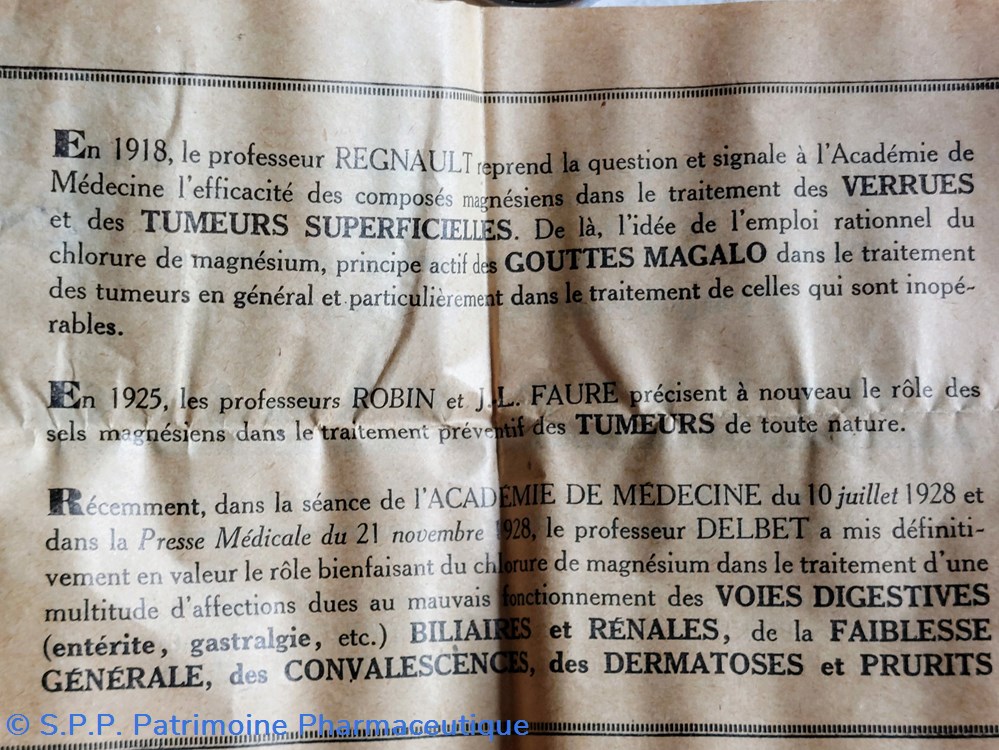 En 1918, le professeur REGNAULT reprend la question et signale à l'Académie de
Médecine l'efficacité des composés magnésiens dans le traitement des VERRUES
et des TUMEURS SUPERFICIELLES. De là, l'idée de l'emploi rationnel du
chlorure de magnésium, principe actif des GOUTTES MAGALO dans le traitement
des tumeurs en général et particulièrement dans le traitement de celles qui sont inopé-
rables.
En 1925, les professeurs ROBIN et J.L. FAURE précisent à nouveau le rôle des
sels magnésiens dans le traitement préventif des TUMEURS de toute nature.
Récemment, dans la séance de l'ACADÉMIE DE MÉDECINE du 10 juillet 1928 et
dans la Presse Médicale du 21 novembre 1928, le professeur DELBET a mis définiti-
vement en valeur le rôle bienfaisant du chlorure de magnésium dans le traitement d'une
multitude d'affections dues au mauvais fonctionnement des VOIES DIGESTIVES
(entérite, gastralgie, etc.) BILIAIRES et RÉNALES, de la FAIBLESSE
GÉNÉRALE, des CONVALESCENCES, des DERMATOSES et PRURITS
© S.P.P. Patrimoine Pharmaceutique